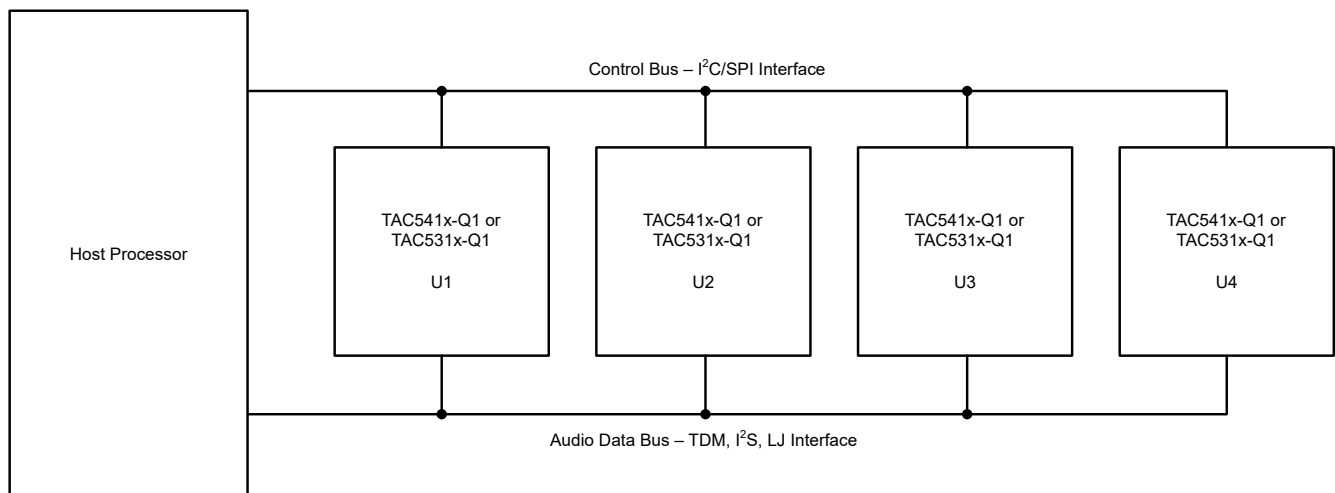 Control Bus – I²C/SPI Interface
Host Processor
TAC541x-Q1 or
TAC531x-Q1
U1
TAC541x-Q1 or
TAC531x-Q1
U2
TAC541x-Q1 or
TAC531x-Q1
U3
TAC541x-Q1 or
TAC531x-Q1
U4
Audio Data Bus – TDM, I²S, LJ Interface